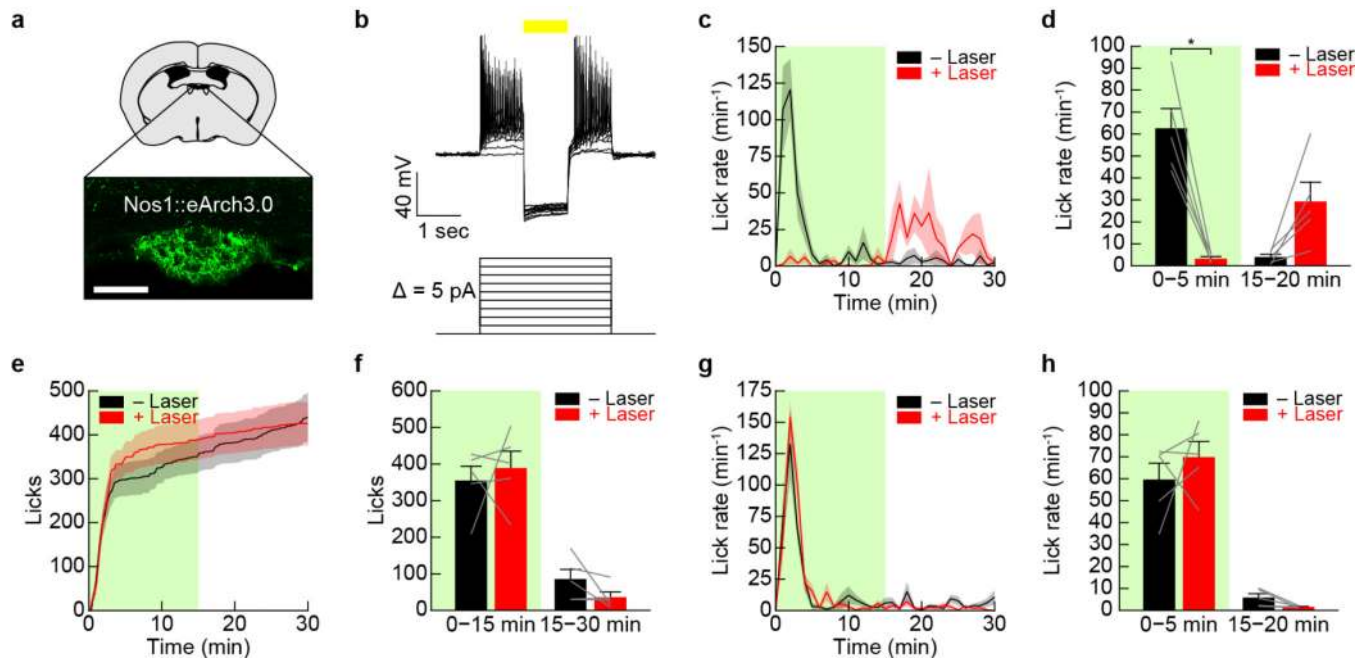 a
Nos1::eArch3.0
b
40 mV
1 sec
Δ = 5 pA
c
– Laser
+ Laser
Lick rate (min⁻¹)
150
125
100
75
50
25
0
0 10 20 30
Time (min)
d
*
– Laser
+ Laser
Lick rate (min⁻¹)
100
90
80
70
60
50
40
30
20
10
0
0–5 min 15–20 min
e
– Laser
+ Laser
Licks
500
400
300
200
100
0
0 10 20 30
Time (min)
f
– Laser
+ Laser
Licks
600
500
400
300
200
100
0
0–15 min 15–30 min
g
– Laser
+ Laser
Lick rate (min⁻¹)
175
150
125
100
75
50
25
0
0 10 20 30
Time (min)
h
– Laser
+ Laser
Lick rate (min⁻¹)
100
90
80
70
60
50
40
30
20
10
0
0–5 min 15–20 min